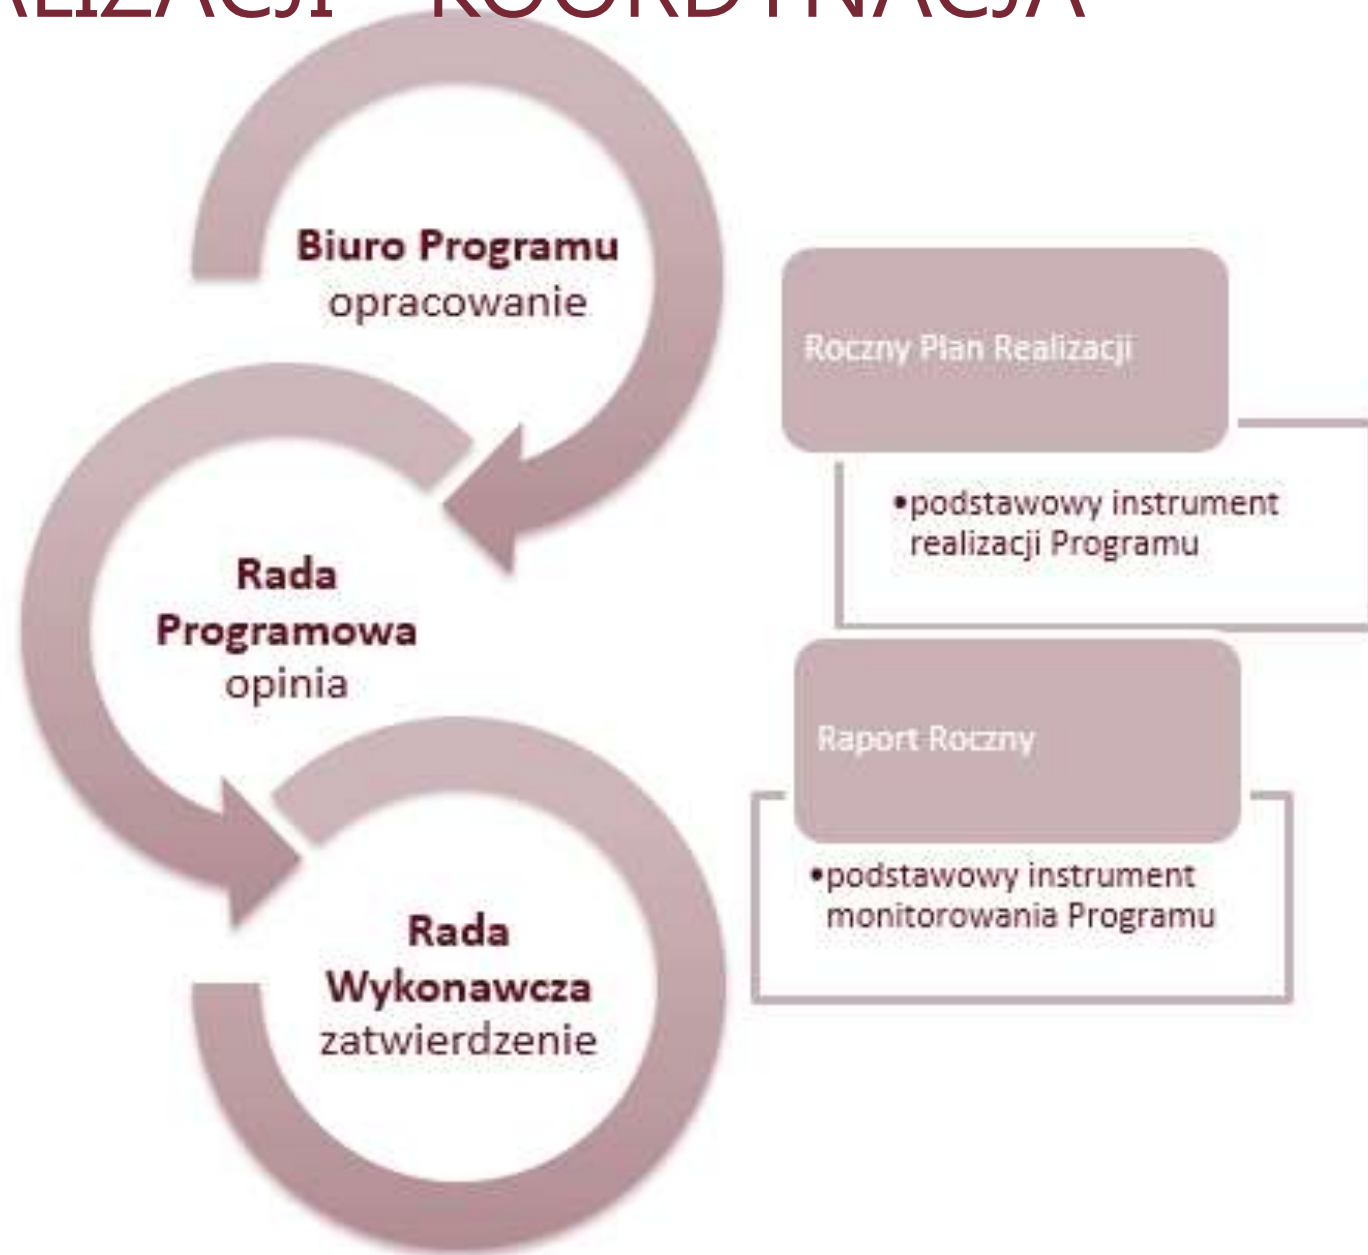 KOORDYNACJA
Biuro Programu
opracowanie
Rada
Programowa
opinia
Rada
Wykonawcza
zatwierdzenie
Roczny Plan Realizacji
•podstawowy instrument
realizacji Programu
Raport Roczny
•podstawowy instrument
monitorowania Programu